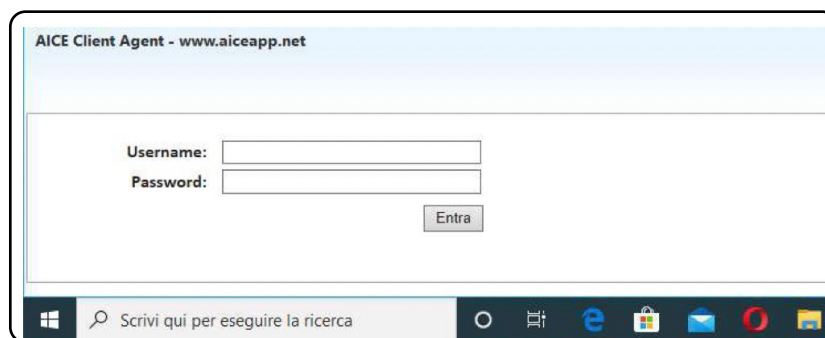 AICE Client Agent - www.aiceapp.net
Username:
Password:
Entra
Scrivi qui per eseguire la ricerca